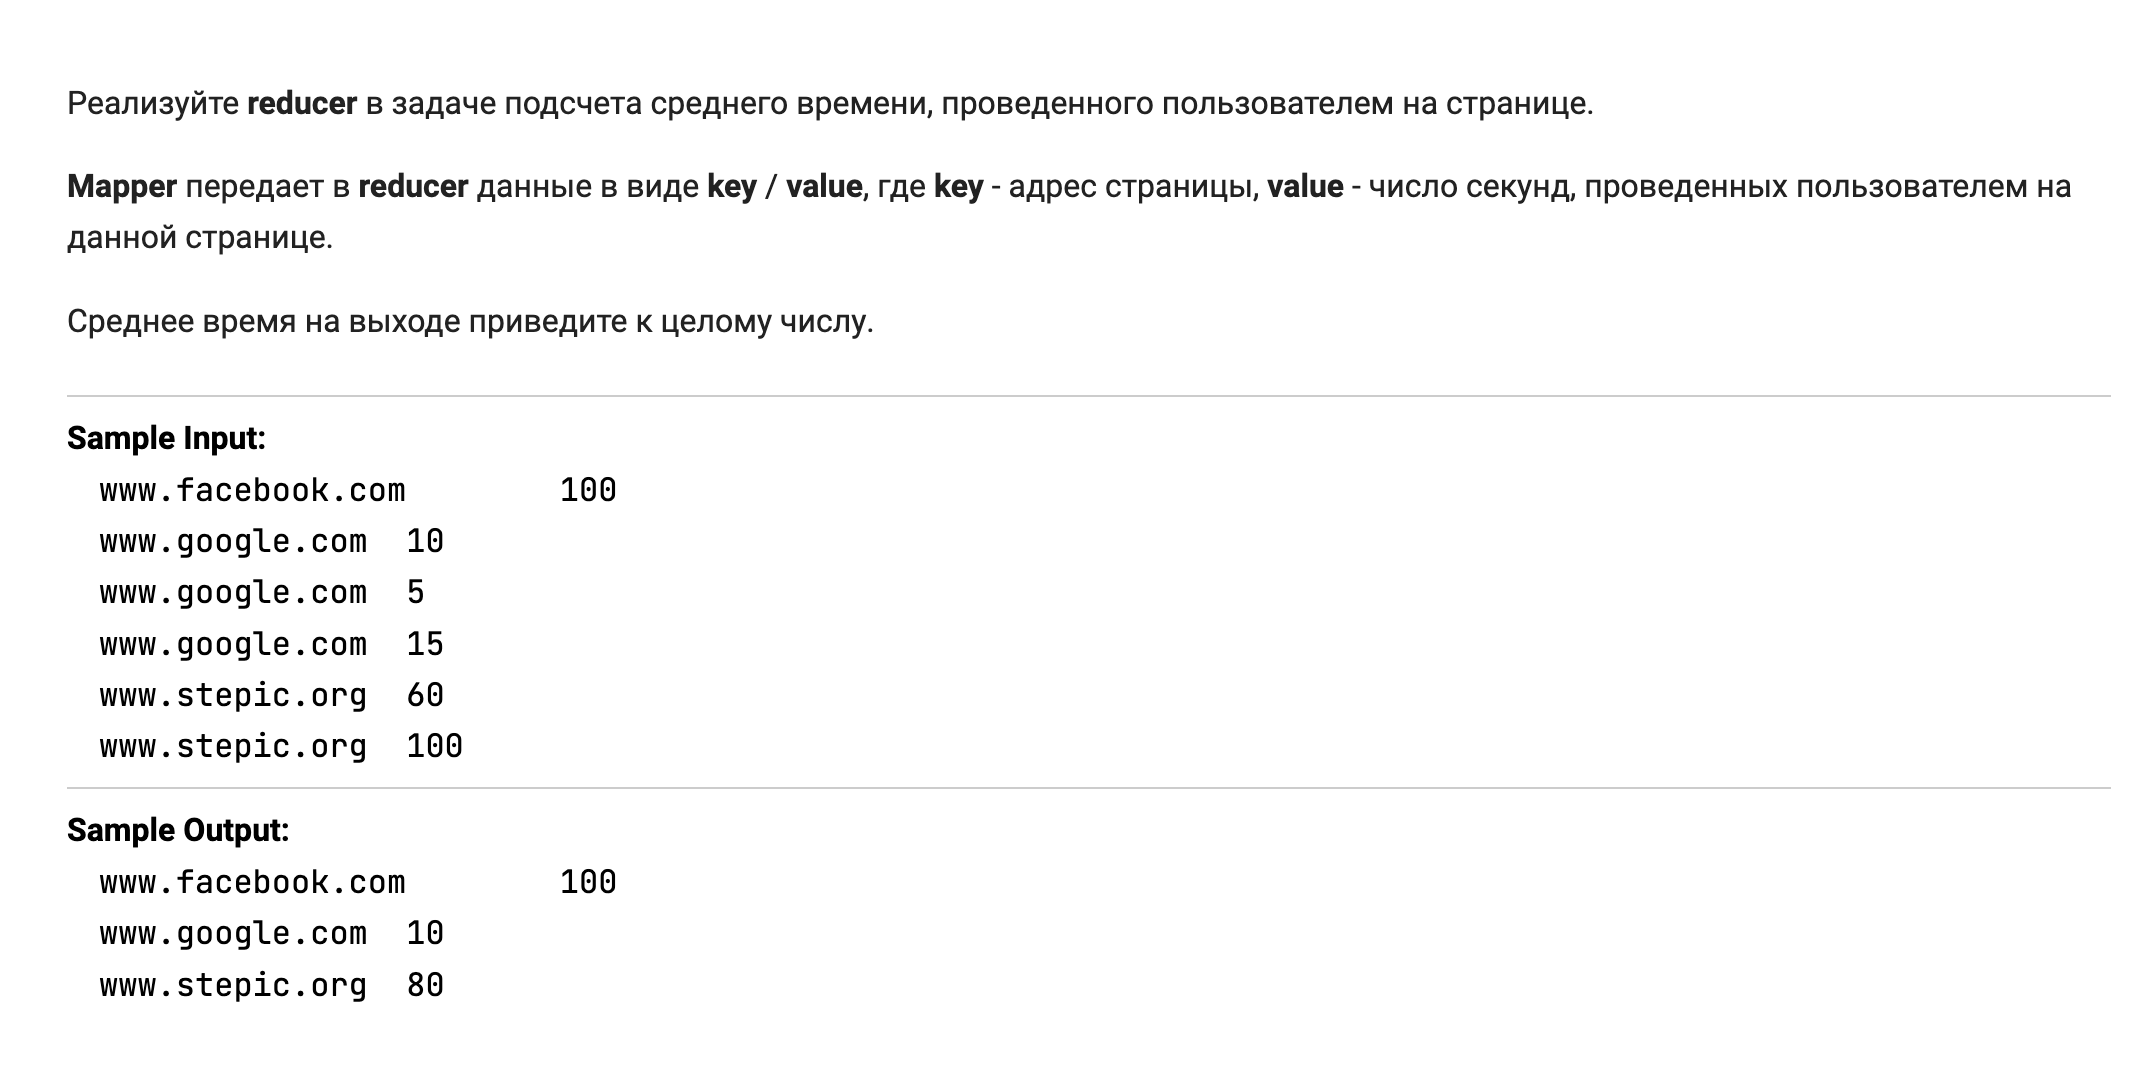 Реализуйте reducer в задаче подсчета среднего времени, проведенного пользователем на странице.
Mapper передает в reducer данные в виде key / value, где key - адрес страницы, value - число секунд, проведенных пользователем на
данной странице.
Среднее время на выходе приведите к целому числу.
Sample Input:
www.facebook.com	100
www.google.com	10
www.google.com	5
www.google.com	15
www.stepic.org	60
www.stepic.org	100
Sample Output:
www.facebook.com	100
www.google.com	10
www.stepic.org	80